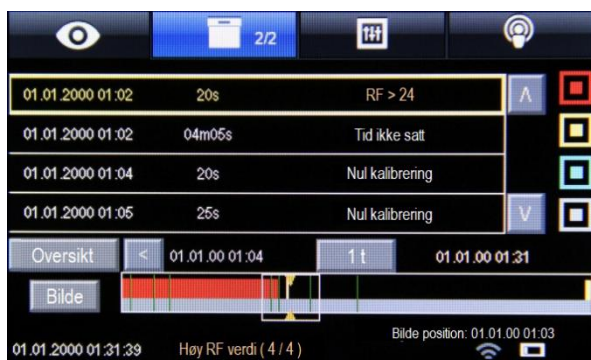 2/2
01.01.2000 01:02 20s RF > 24
01.01.2000 01:02 04m05s Tid ikke satt
01.01.2000 01:04 20s Nul kalibrering
01.01.2000 01:05 25s Nul kalibrering
Oversikt < 01.01.00 01:04 1 t 01.01.00 01:31
Bilde
Bilde position: 01.01.00 01:03
01.01.2000 01:31:39 Høy RF verdi ( 4 / 4 )